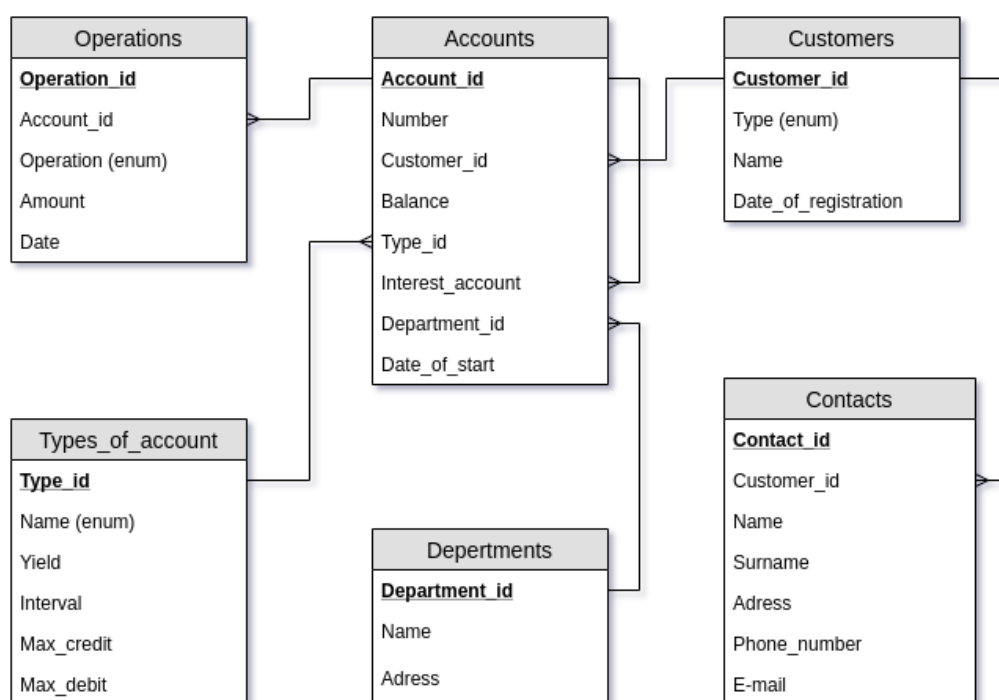 Operations
Operation_id
Account_id
Operation (enum)
Amount
Date
Accounts
Account_id
Number
Customer_id
Balance
Type_id
Interest_account
Department_id
Date_of_start
Customers
Customer_id
Type (enum)
Name
Date_of_registration
Types_of_account
Type_id
Name (enum)
Yield
Interval
Max_credit
Max_debit
Depertments
Department_id
Name
Adress
Contacts
Contact_id
Customer_id
Name
Surname
Adress
Phone_number
E-mail